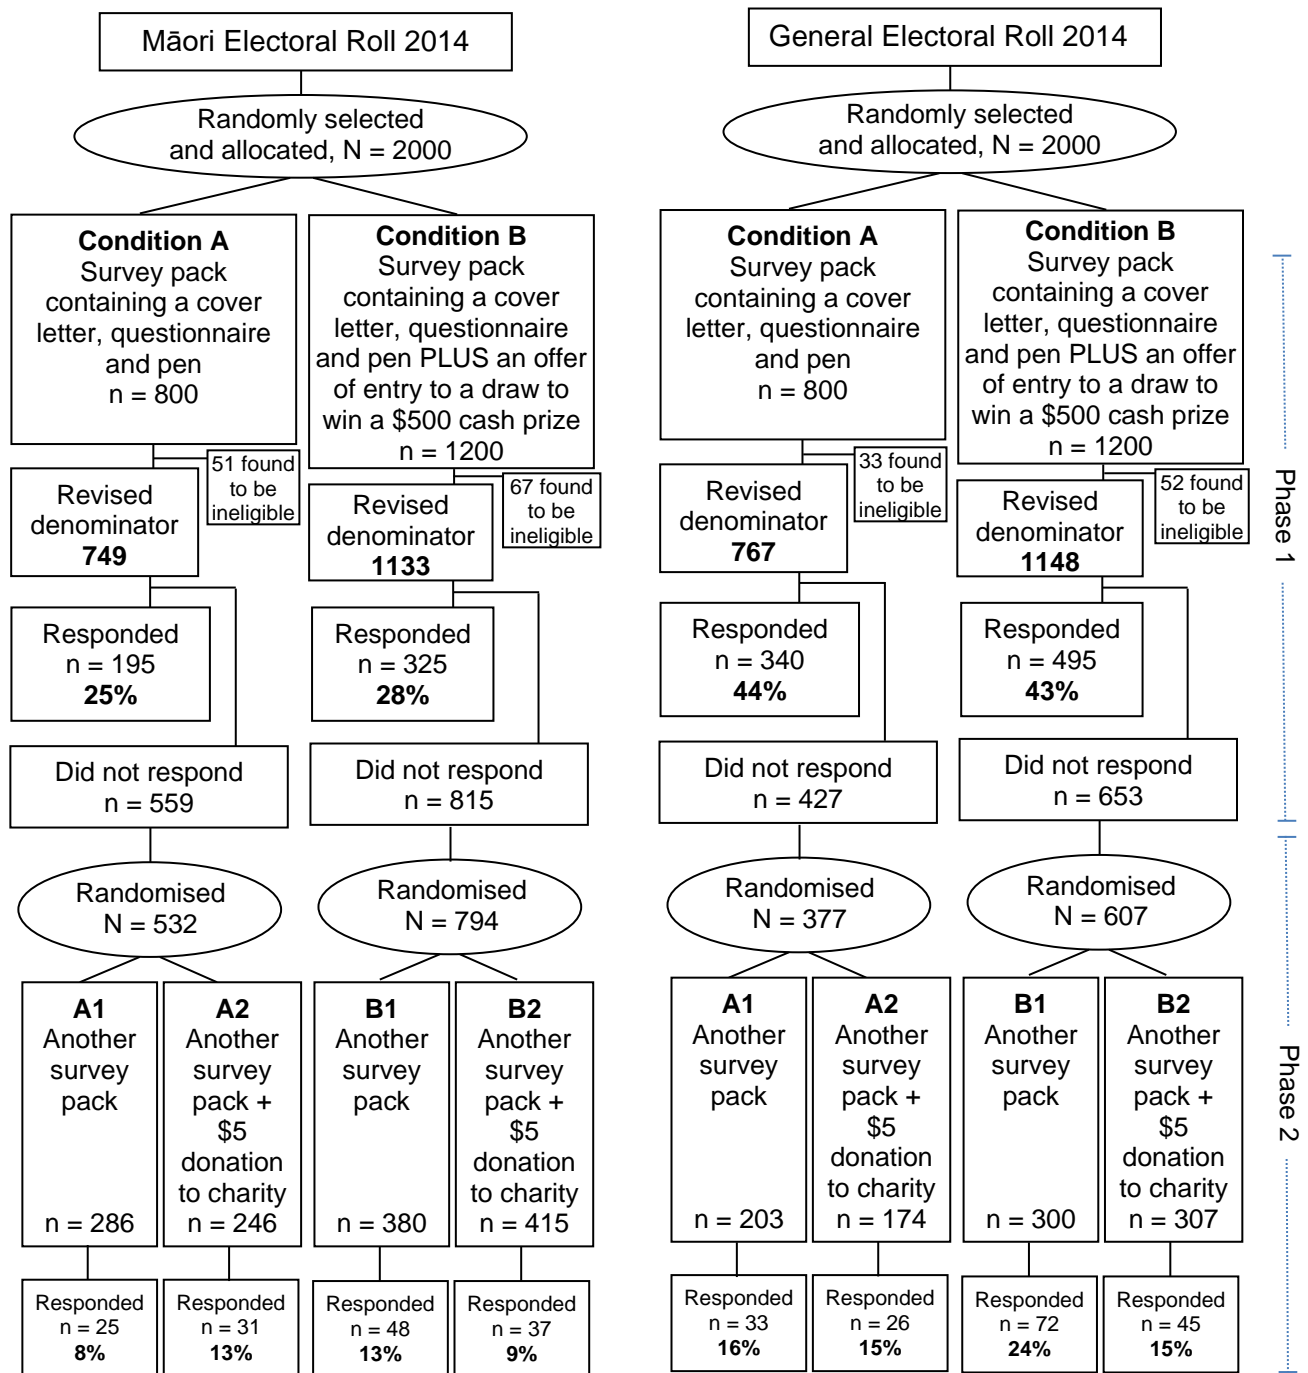 Māori Electoral Roll 2014
Randomly selected
and allocated, N = 2000
Condition A
Survey pack
containing a cover
letter, questionnaire
and pen
n = 800
Condition B
Survey pack
containing a cover
letter, questionnaire
and pen PLUS an offer
of entry to a draw to
win a $500 cash prize
n = 1200
51 found
to be
ineligible
67 found
to be
ineligible
Revised
denominator
749
Revised
denominator
1133
Responded
n = 195
25%
Responded
n = 325
28%
Did not respond
n = 559
Did not respond
n = 815
Randomised
N = 532
Randomised
N = 794
A1
Another
survey
pack
n = 286
A2
Another
survey
pack +
$5
donation
to charity
n = 246
B1
Another
survey
pack
n = 380
B2
Another
survey
pack +
$5
donation
to charity
n = 415
Responded
n = 25
8%
Responded
n = 31
13%
Responded
n = 48
13%
Responded
n = 37
9%
General Electoral Roll 2014
Randomly selected
and allocated, N = 2000
Condition A
Survey pack
containing a cover
letter, questionnaire
and pen
n = 800
Condition B
Survey pack
containing a cover
letter, questionnaire
and pen PLUS an offer
of entry to a draw to
win a $500 cash prize
n = 1200
33 found
to be
ineligible
52 found
to be
ineligible
Revised
denominator
767
Revised
denominator
1148
Responded
n = 340
44%
Responded
n = 495
43%
Did not respond
n = 427
Did not respond
n = 653
Randomised
N = 377
Randomised
N = 607
A1
Another
survey
pack
n = 203
A2
Another
survey
pack +
$5
donation
to charity
n = 174
B1
Another
survey
pack
n = 300
B2
Another
survey
pack +
$5
donation
to charity
n = 307
Responded
n = 33
16%
Responded
n = 26
15%
Responded
n = 72
24%
Responded
n = 45
15%
Phase 1
Phase 2